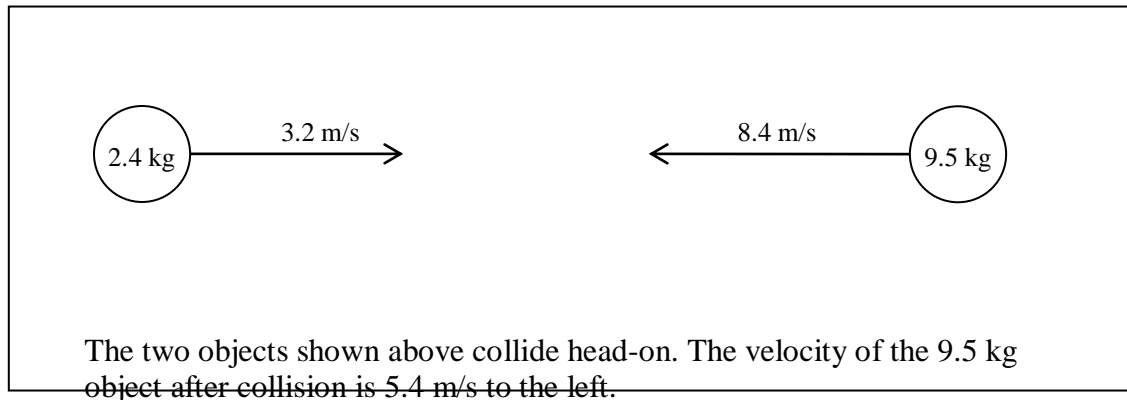 3.2 m/s
8.4 m/s
2.4 kg
9.5 kg
The two objects shown above collide head-on. The velocity of the 9.5 kg
object after collision is 5.4 m/s to the left.